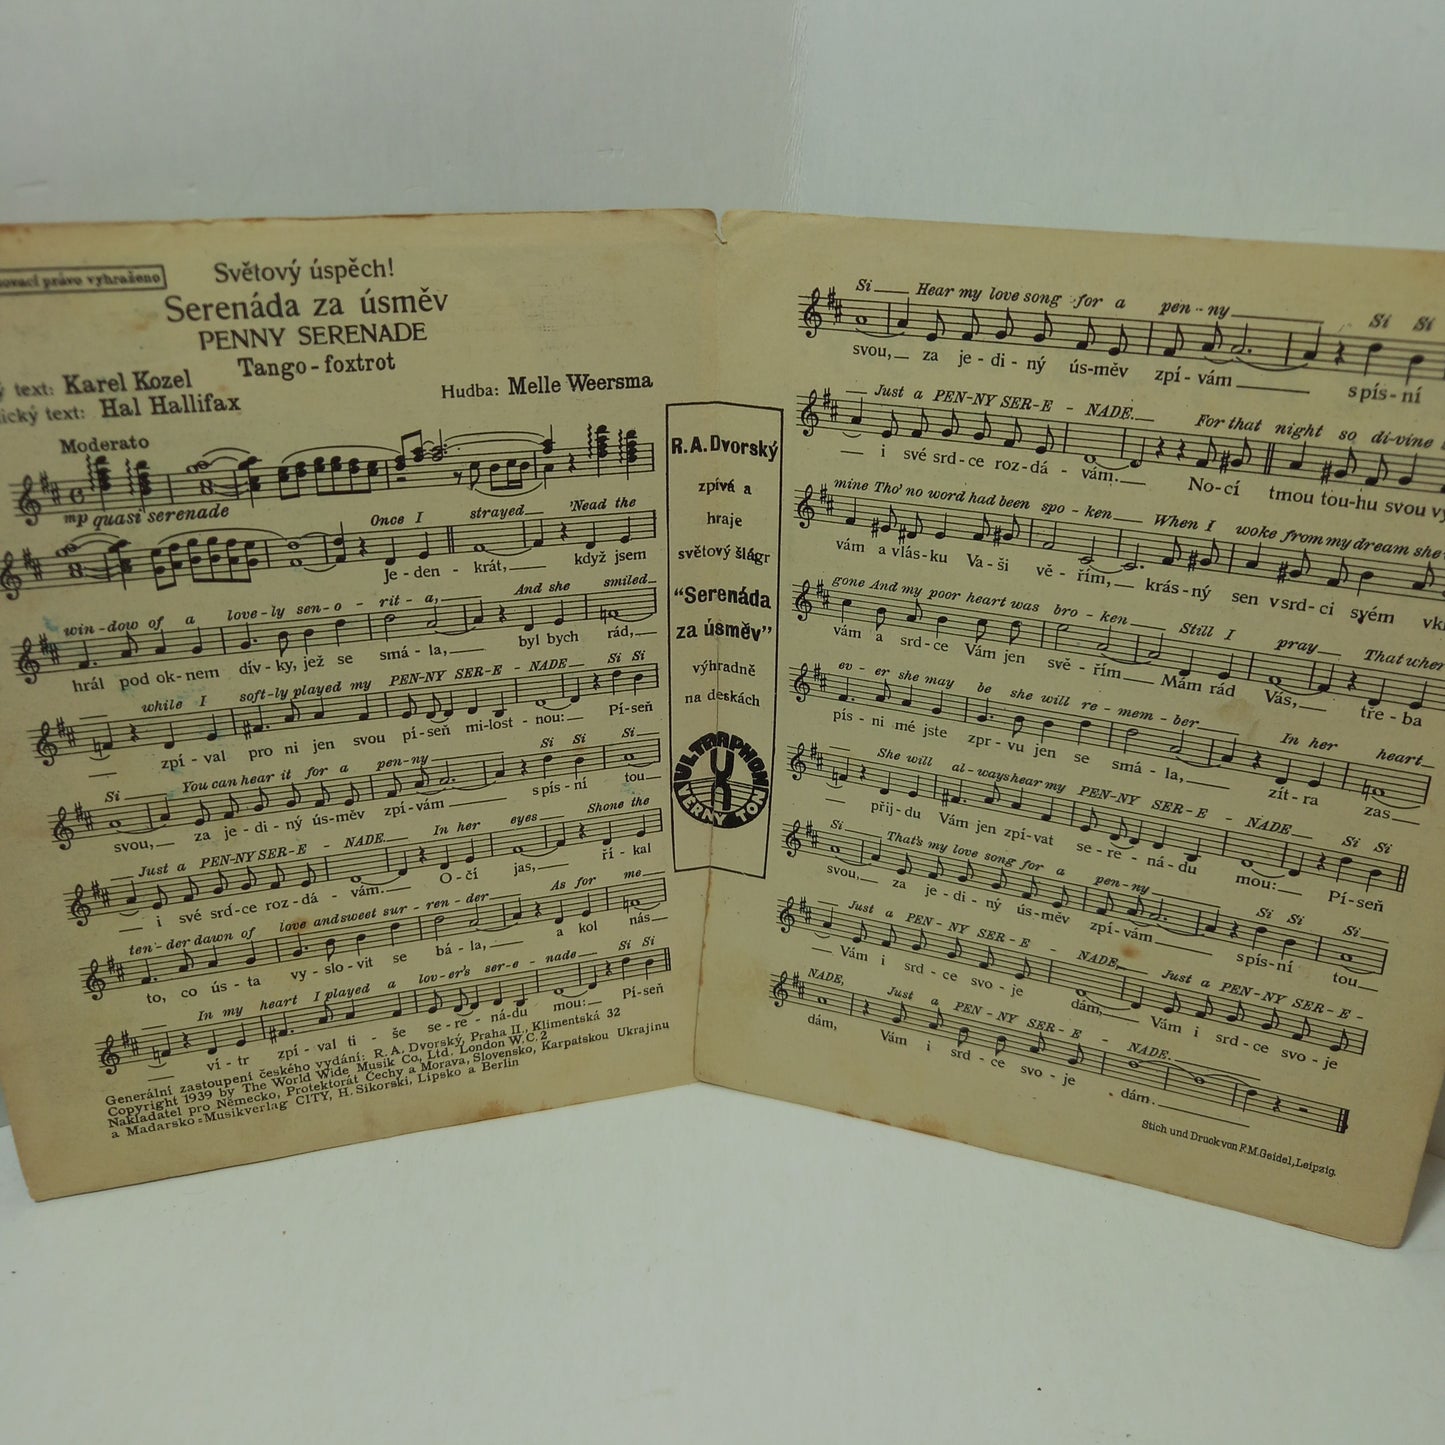 právo vyhraženo
Světový úspěch!
Serenáda za úsměv
PENNY SERENADE
Tango-foxtrot
text: Karel Kozel
text: Hal Hallifax
Hudba: Melle Weersma
Moderato
mp quasi serenade
Once I strayed 'Nead the
Je-den-krát, když jsem
win-dow of a love-ly sen-o-rit-a, And she smiled
hrál pod ok-nem dív-ky, jež se smá-la, byl bych rád,
while I soft-ly played my PEN-NY SER-E-NADE Si Si
zpí-val pro ni jen svou pí-seň mi-lost-nou: Pí-seň
Si You can hear it for a pen-ny Si Si Si
svou, za je-di-ný ús-měv zpí-vám spís-ní tou
Just a PEN-NY SER-E-NADE. In her eyes Shone the
i své srd-ce roz-dá-vám. O-čí jas, ří-kal
ten-der dawn of love and sweet sur-ren-der As for me
to, co ús-ta vy-slo-vit se bá-la, a kol nás
In my heart I played a lov-er's ser-e-nade Si Si
ví-tr zpí-val ti-še se-re-ná-du mou: Pí-seň
Generální zastoupení českého vydání: R. A. Dvorský, Praha II., Klimentská 32
Copyright 1939 by The World Wide Musik Co, Ltd. London W.C.2
Nakladatel pro Německo, Protektorát Čechy a Morava, Slovensko, Karpatskou Ukrajinu
a Maďarsko: Musikverlag CITY, H. Sikorski, Lipsko a Berlin
R. A. Dvorský
zpívá a
hraje
světový šlágr
"Serenáda
za úsměv"
výhradně
na deskách
ULTRAPHON
VERNY TON
Si Hear my love song for a pen-ny Si Si
svou, za je-di-ný ús-měv zpí-vám spís-ní
Just a PEN-NY SER-E-NADE. For that night so di-vine
i své srd-ce roz-dá-vám. No-cí tmou tou-hu svou
mine Tho' no word had been spo-ken When I woke from my dream she
vám a vlás-ku Va-ši vě-řím, krás-ný sen v srd-ci svém
gone And my poor heart was bro-ken Still I pray That when
vám a srd-ce Vám jen svě-řím Mám rád Vás, tře-ba
ev-er she may be she will re-mem-ber In her heart
pís-ni mé jste zpr-vu jen se smá-la, zít-ra zas
She will al-ways hear my PEN-NY SER-E-NADE Si Si
přij-du Vám jen zpí-vat se-re-ná-du mou: Pí-seň
Si That's my love song for a pen-ny Si Si Si
svou, za je-di-ný ús-měv zpí-vám spís-ní tou
Just a PEN-NY SER-E-NADE, Just a PEN-NY SER-E-
Vám i srd-ce svo-je dám, Vám i srd-ce svo-je
NADE, Just a PEN-NY SER-E-NADE.
dám, Vám i srd-ce svo-je dám.
Stich und Druck von F.M. Geidel, Leipzig.